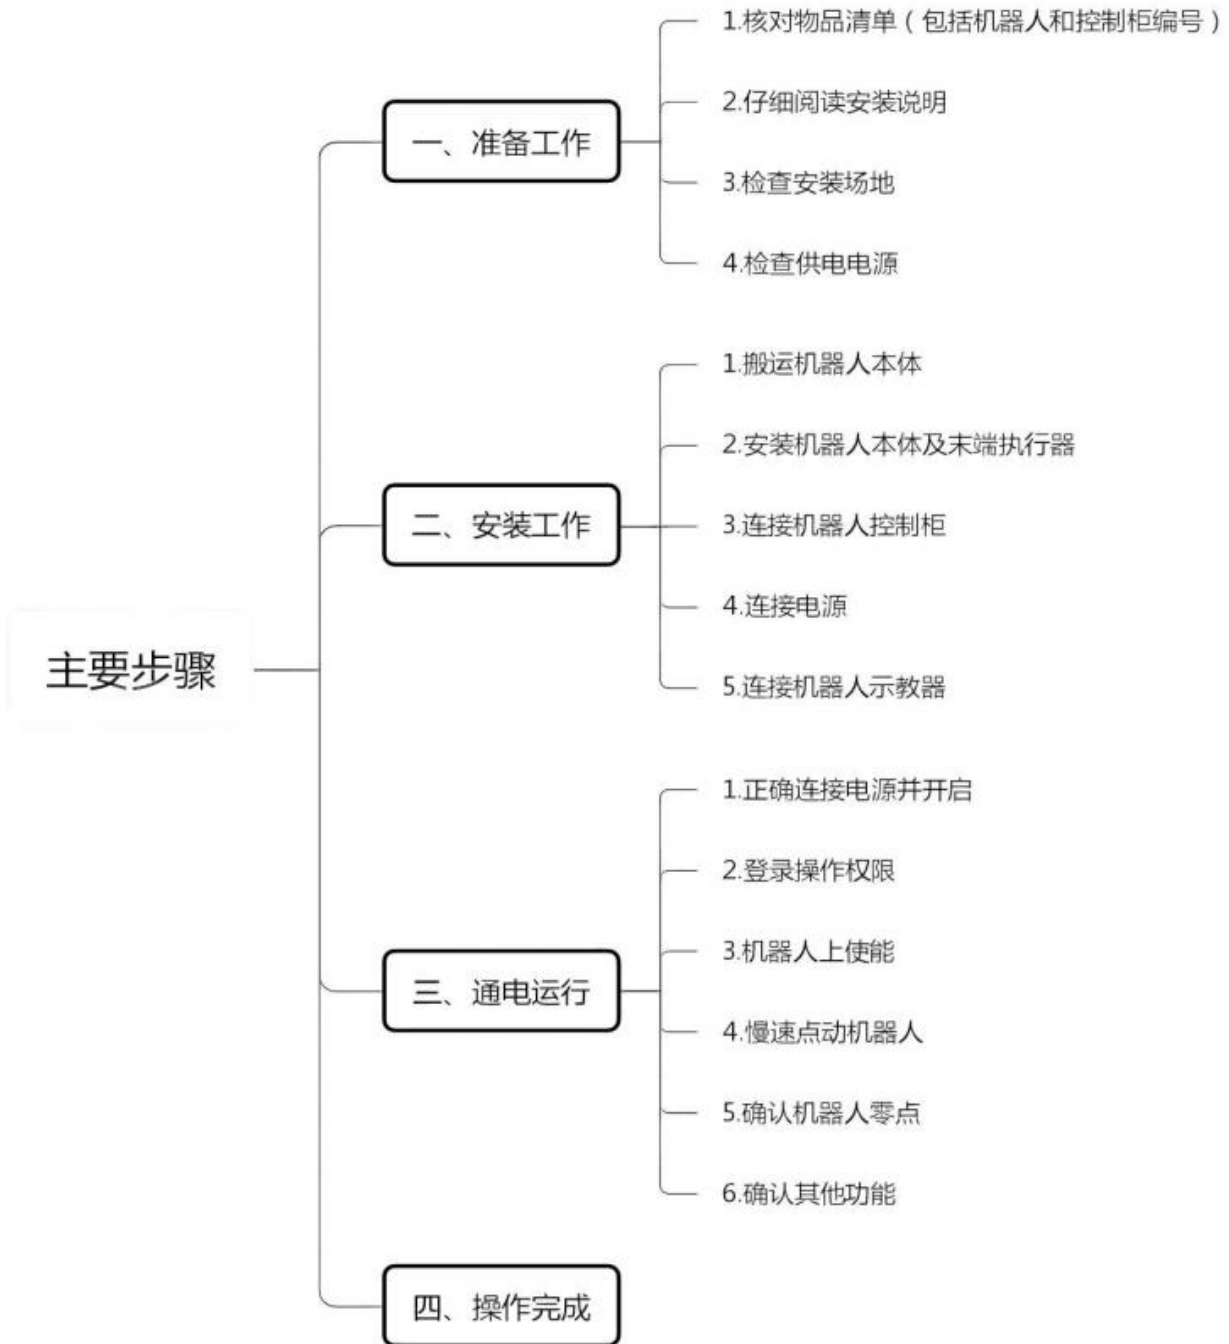 主要步骤
一、准备工作
1.核对物品清单（包括机器人和控制柜编号）
2.仔细阅读安装说明
3.检查安装场地
4.检查供电电源
二、安装工作
1.搬运机器人本体
2.安装机器人本体及末端执行器
3.连接机器人控制柜
4.连接电源
5.连接机器人示教器
三、通电运行
1.正确连接电源并开启
2.登录操作权限
3.机器人上使能
4.慢速点动机器人
5.确认机器人零点
6.确认其他功能
四、操作完成